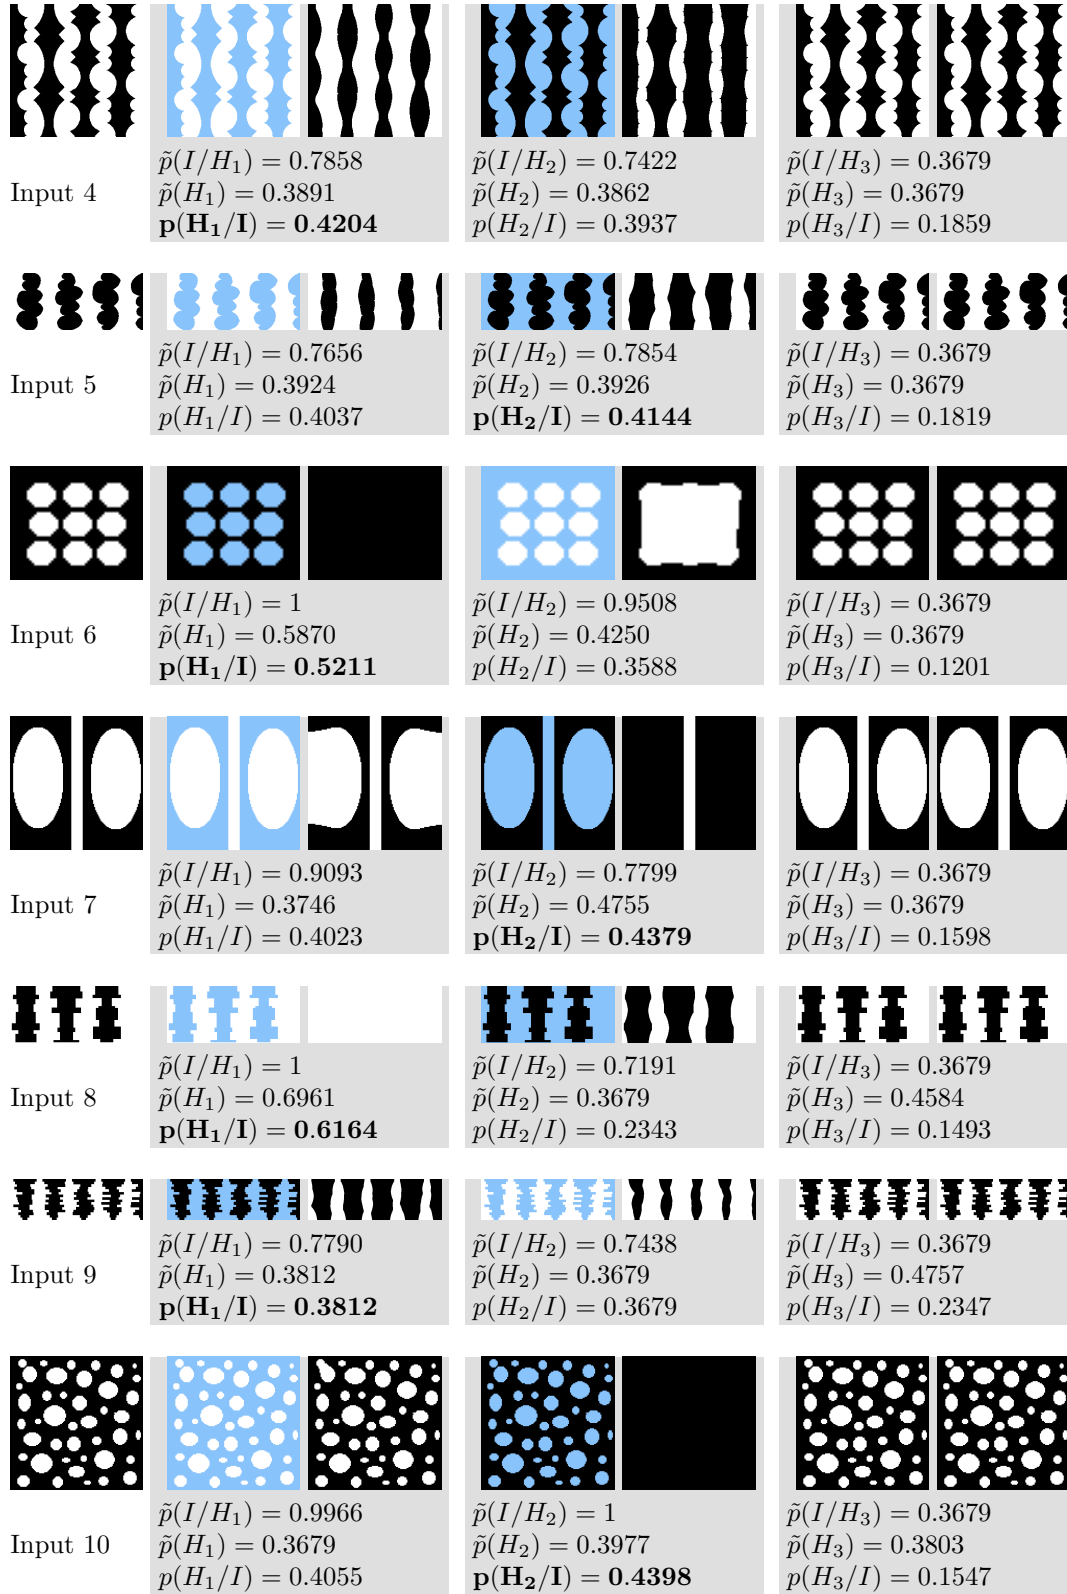 p̃(I/H₁) = 0.7858
p̃(I/H₂) = 0.7422
p̃(I/H₃) = 0.3679
Input 4
p̃(H₁) = 0.3891
p̃(H₂) = 0.3862
p̃(H₃) = 0.3679
p(H₁/I) = 0.4204
p(H₂/I) = 0.3937
p(H₃/I) = 0.1859
p̃(I/H₁) = 0.7656
p̃(I/H₂) = 0.7854
p̃(I/H₃) = 0.3679
Input 5
p̃(H₁) = 0.3924
p̃(H₂) = 0.3926
p̃(H₃) = 0.3679
p(H₁/I) = 0.4037
p(H₂/I) = 0.4144
p(H₃/I) = 0.1819
p̃(I/H₁) = 1
p̃(I/H₂) = 0.9508
p̃(I/H₃) = 0.3679
Input 6
p̃(H₁) = 0.5870
p̃(H₂) = 0.4250
p̃(H₃) = 0.3679
p(H₁/I) = 0.5211
p(H₂/I) = 0.3588
p(H₃/I) = 0.1201
p̃(I/H₁) = 0.9093
p̃(I/H₂) = 0.7799
p̃(I/H₃) = 0.3679
Input 7
p̃(H₁) = 0.3746
p̃(H₂) = 0.4755
p̃(H₃) = 0.3679
p(H₁/I) = 0.4023
p(H₂/I) = 0.4379
p(H₃/I) = 0.1598
p̃(I/H₁) = 1
p̃(I/H₂) = 0.7191
p̃(I/H₃) = 0.3679
Input 8
p̃(H₁) = 0.6961
p̃(H₂) = 0.3679
p̃(H₃) = 0.4584
p(H₁/I) = 0.6164
p(H₂/I) = 0.2343
p(H₃/I) = 0.1493
p̃(I/H₁) = 0.7790
p̃(I/H₂) = 0.7438
p̃(I/H₃) = 0.3679
Input 9
p̃(H₁) = 0.3812
p̃(H₂) = 0.3679
p̃(H₃) = 0.4757
p(H₁/I) = 0.3812
p(H₂/I) = 0.3679
p(H₃/I) = 0.2347
p̃(I/H₁) = 0.9966
p̃(I/H₂) = 1
p̃(I/H₃) = 0.3679
Input 10
p̃(H₁) = 0.3679
p̃(H₂) = 0.3977
p̃(H₃) = 0.3803
p(H₁/I) = 0.4055
p(H₂/I) = 0.4398
p(H₃/I) = 0.1547